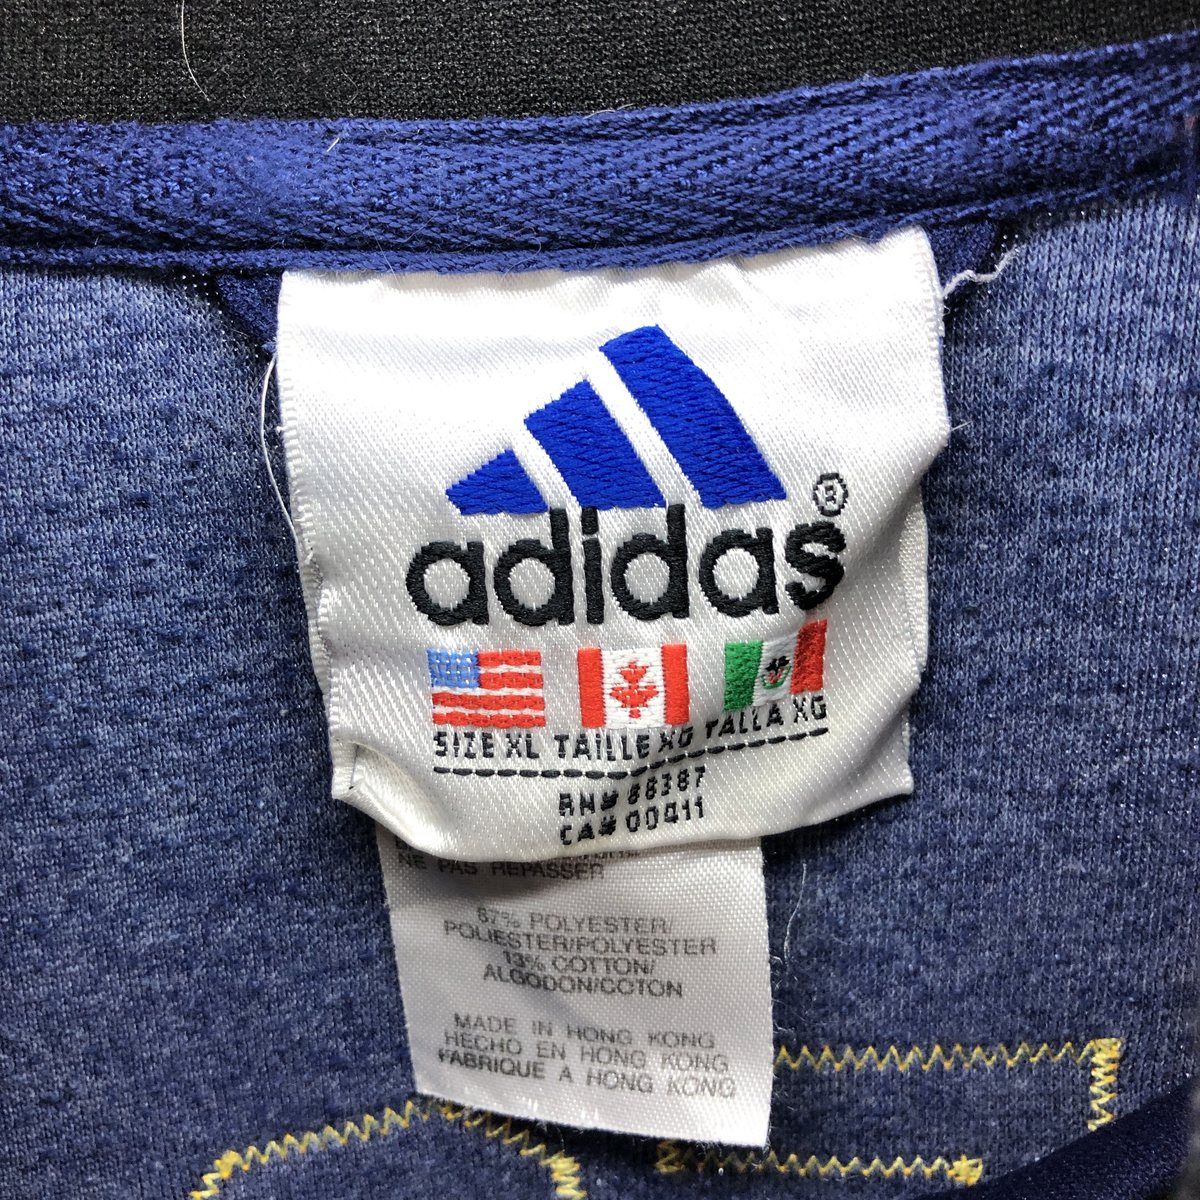 adidas®
SIZE XL TAILLE XG TALLA XG
RN# 88387
CA# 00411
NE PAS REPASSER
87% POLYESTER/
POLIESTER/POLYESTER
13% COTTON/
ALGODON/COTON
MADE IN HONG KONG
HECHO EN HONG KONG
FABRIQUE A HONG KONG